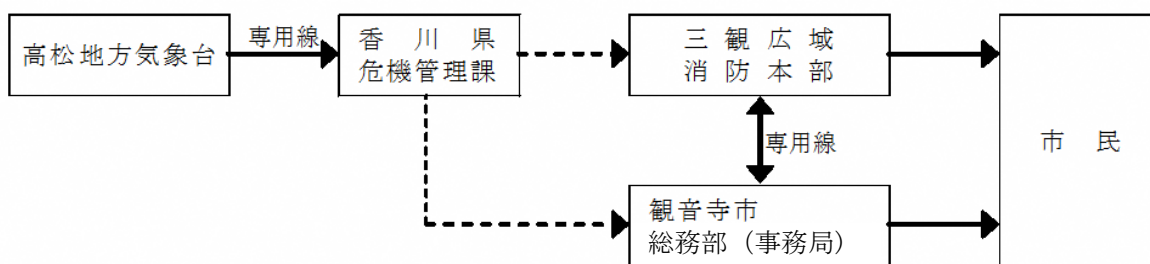 高松地方気象台
専用線
香川県
危機管理課
三観広域
消防本部
専用線
市民
観音寺市
総務部（事務局）